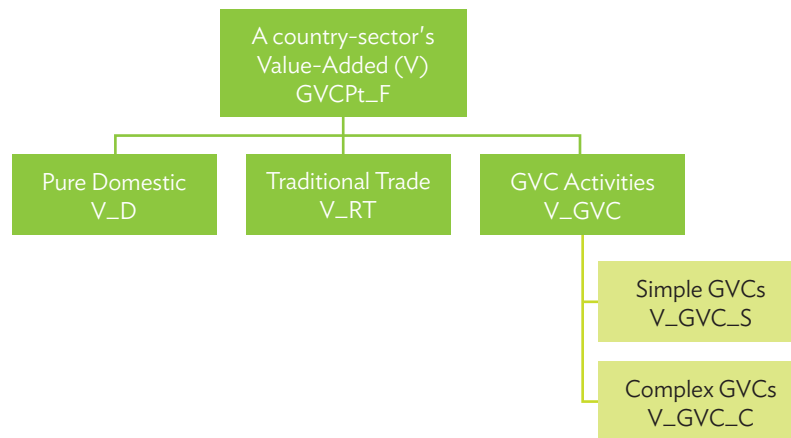 A country-sector's
Value-Added (V)
GVCPt_F
Pure Domestic
V_D
Traditional Trade
V_RT
GVC Activities
V_GVC
Simple GVCs
V_GVC_S
Complex GVCs
V_GVC_C